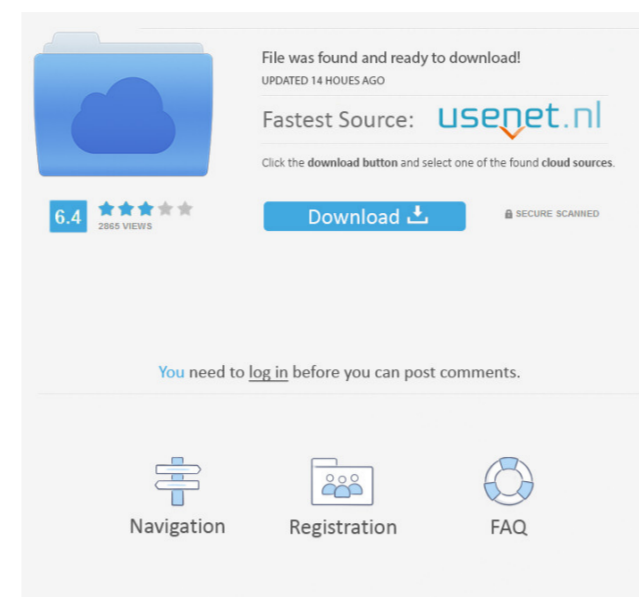 File was found and ready to download!
UPDATED 14 HOUES AGO
Fastest Source: usenet.nl
Click the download button and select one of the found cloud sources.
6.4
2865 VIEWS
Download
SECURE SCANNED
You need to log in before you can post comments.
Navigation
Registration
FAQ